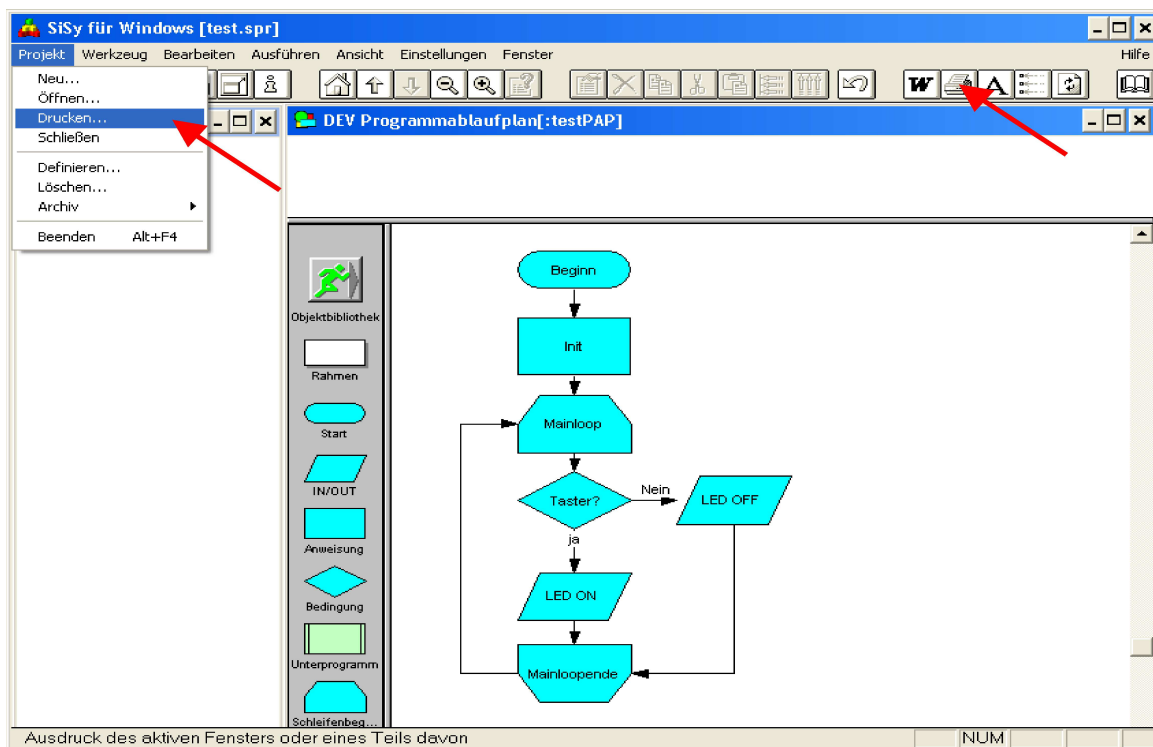 SiSy für Windows [test.spr]
Projekt Werkzeug Bearbeiten Ausführen Ansicht Einstellungen Fenster Hilfe
Neu...
Öffnen...
Drucken...
Schließen
Definieren...
Löschen...
Archiv
Beenden Alt+F4
W A
DEV Programmablaufplan[:testPAP]
Objektbibliothek
Rahmen
Start
IN/OUT
Anweisung
Bedingung
Unterprogramm
Schleifenbeg...
Beginn
Init
Mainloop
Taster?
Nein
LED OFF
ja
LED ON
Mainloopende
Ausdruck des aktiven Fensters oder eines Teils davon
NUM